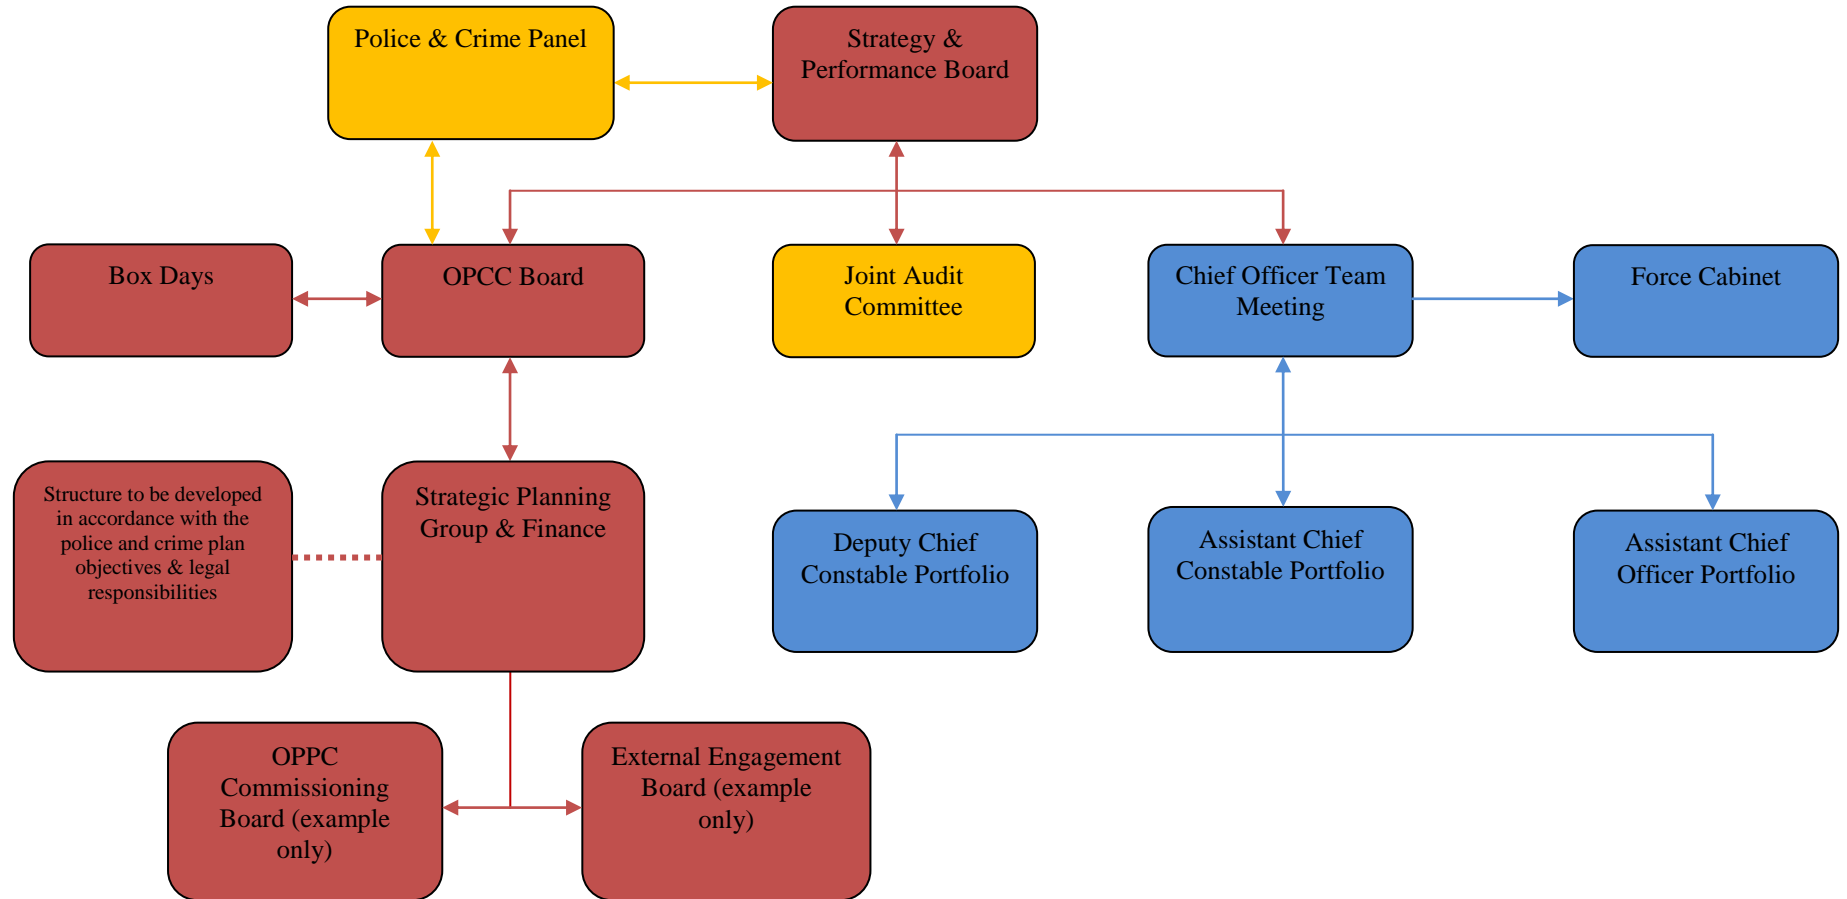 Police & Crime Panel
Strategy &
Performance Board
Box Days
OPCC Board
Joint Audit
Committee
Chief Officer Team
Meeting
Force Cabinet
Structure to be developed
in accordance with the
police and crime plan
objectives & legal
responsibilities
Strategic Planning
Group & Finance
Deputy Chief
Constable Portfolio
Assistant Chief
Constable Portfolio
Assistant Chief
Officer Portfolio
OPPC
Commissioning
Board (example
only)
External Engagement
Board (example
only)